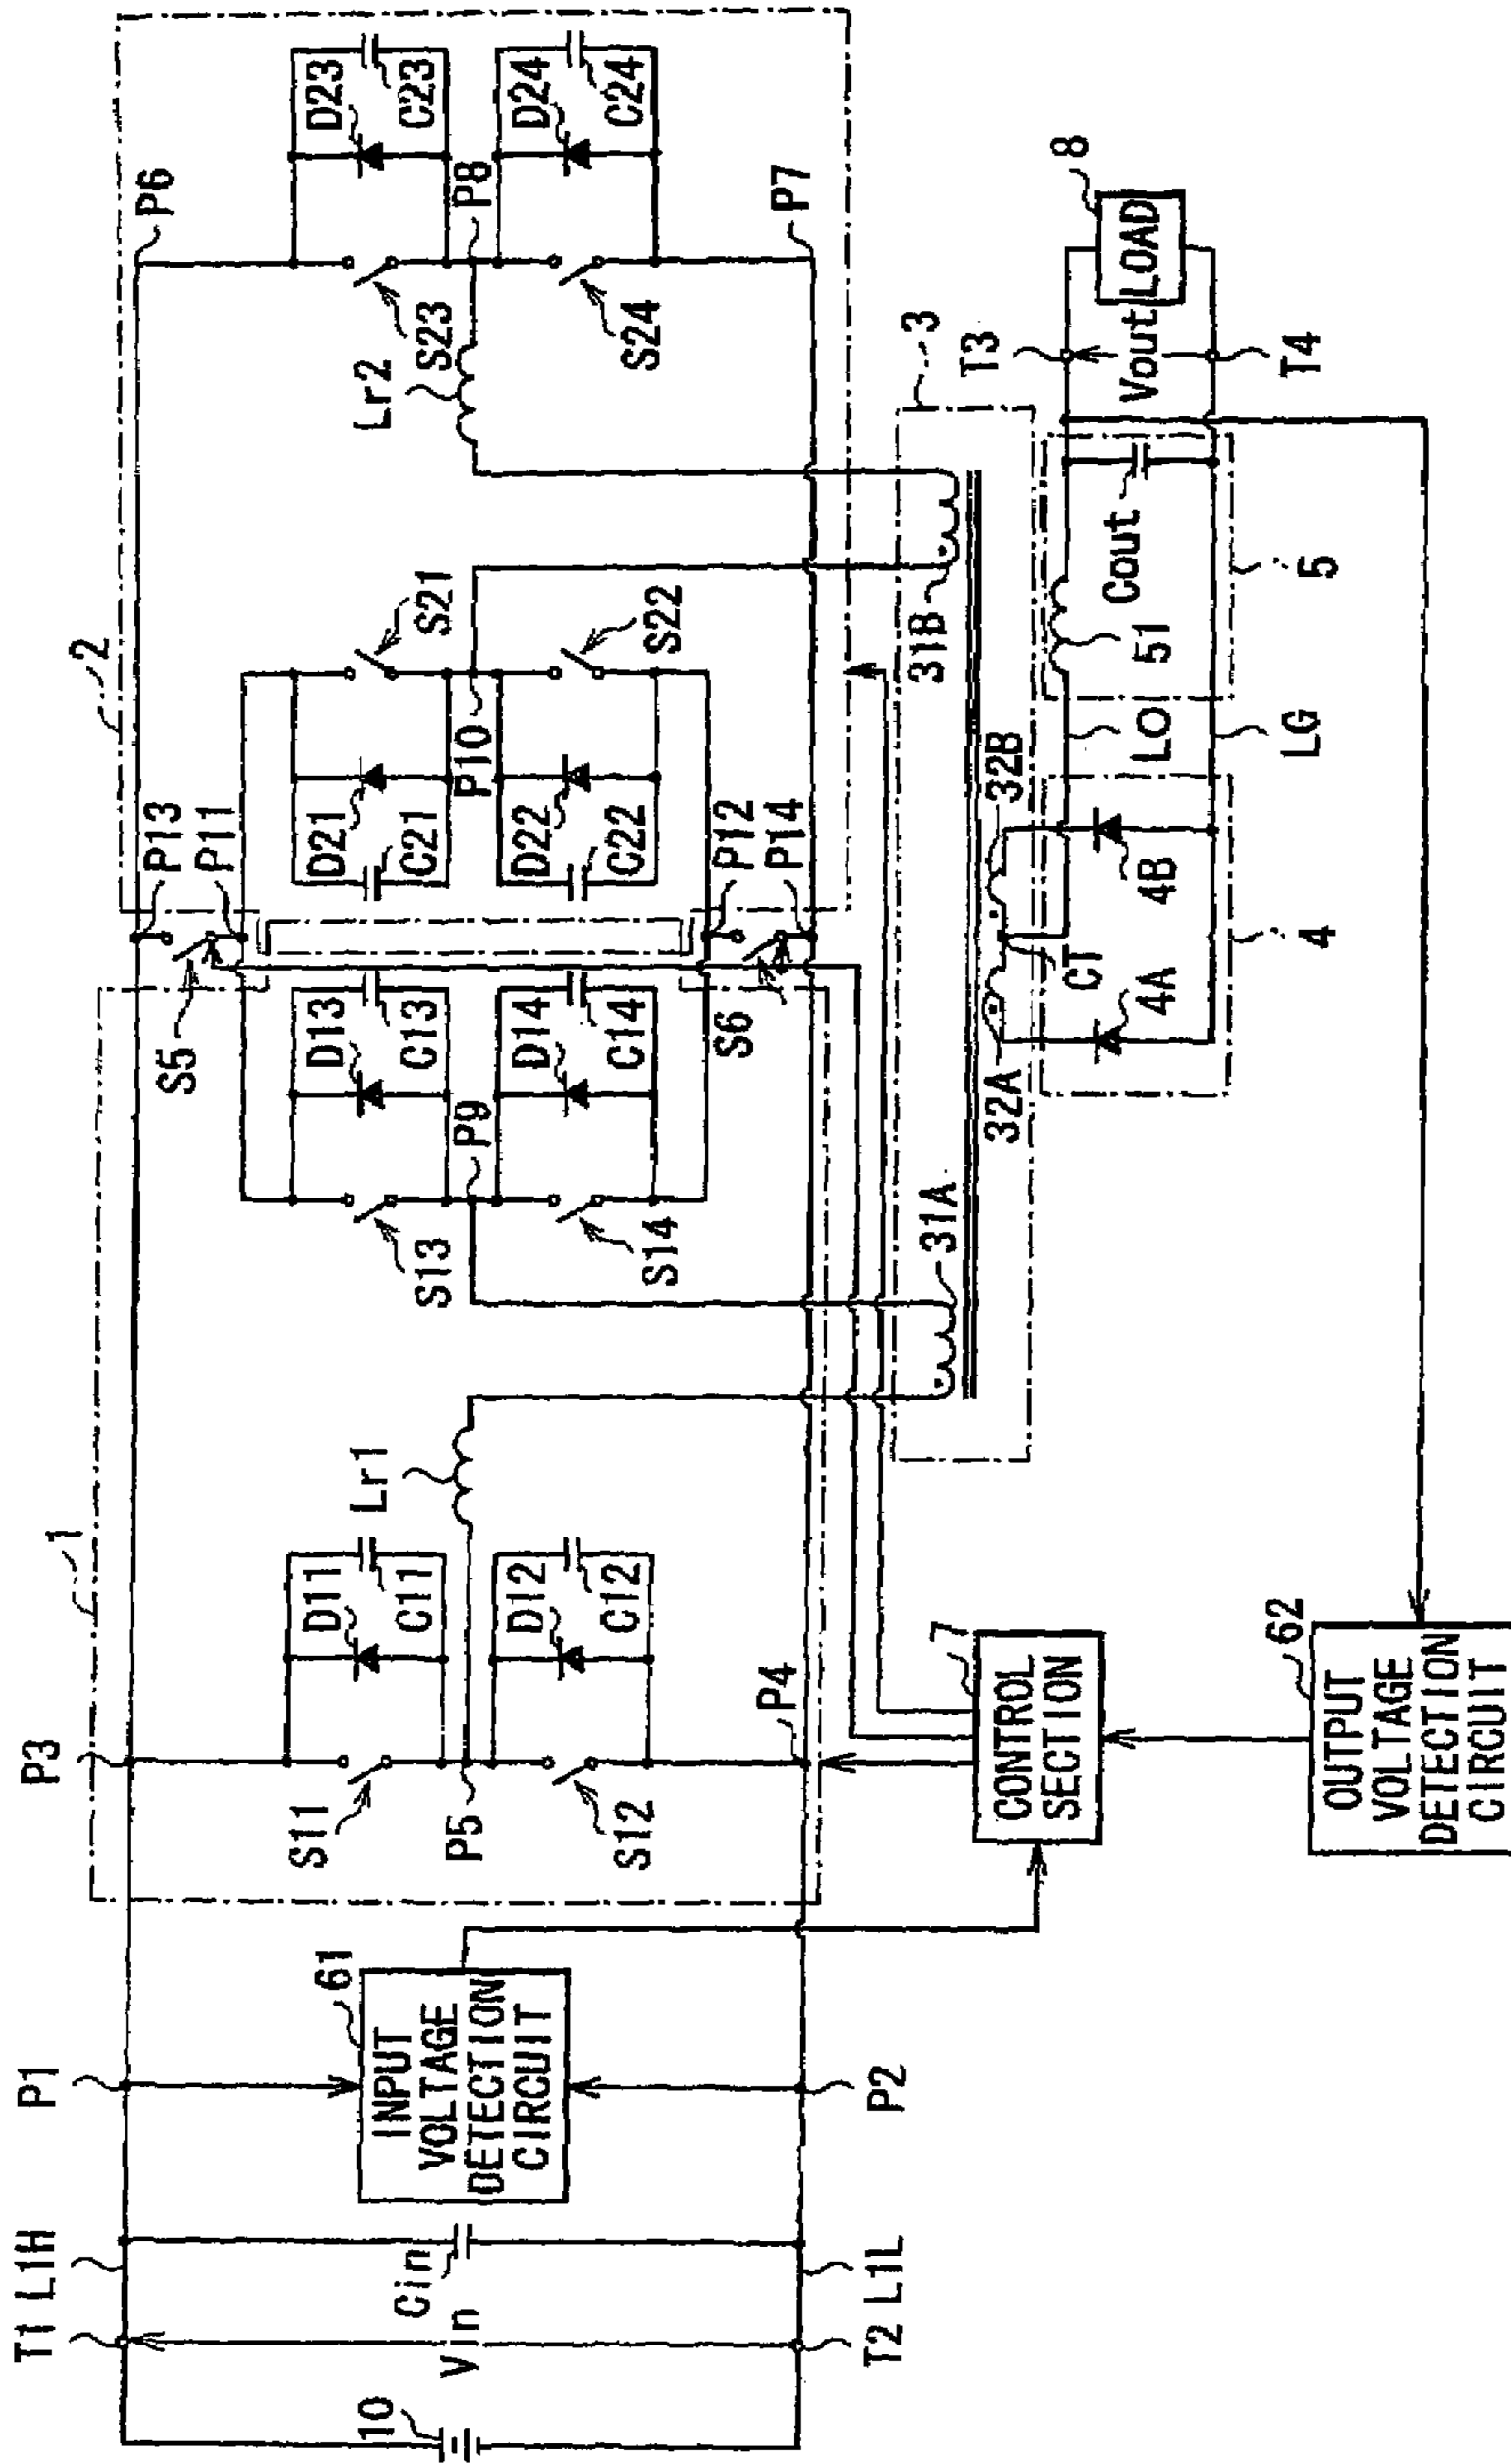 10
T1
L1H
Vin
Cin
T2
L1L
P1
P2
61
INPUT
VOLTAGE
DETECTION
CIRCUIT
P3
P4
1
S11
D11
C11
P5
S12
D12
C12
Lr1
7
CONTROL
SECTION
62
OUTPUT
VOLTAGE
DETECTION
CIRCUIT
S13
D13
C13
P9
S14
D14
C14
31A
S5
P13
P11
S6
P12
P14
2
D21
C21
S21
P10
D22
C22
S22
31B
Lr2
P6
S23
D23
C23
P8
S24
D24
C24
P7
3
32A
CT
32B
4A
4B
4
LO
LG
51
Cout
5
T3
Vout
T4
8
LOAD